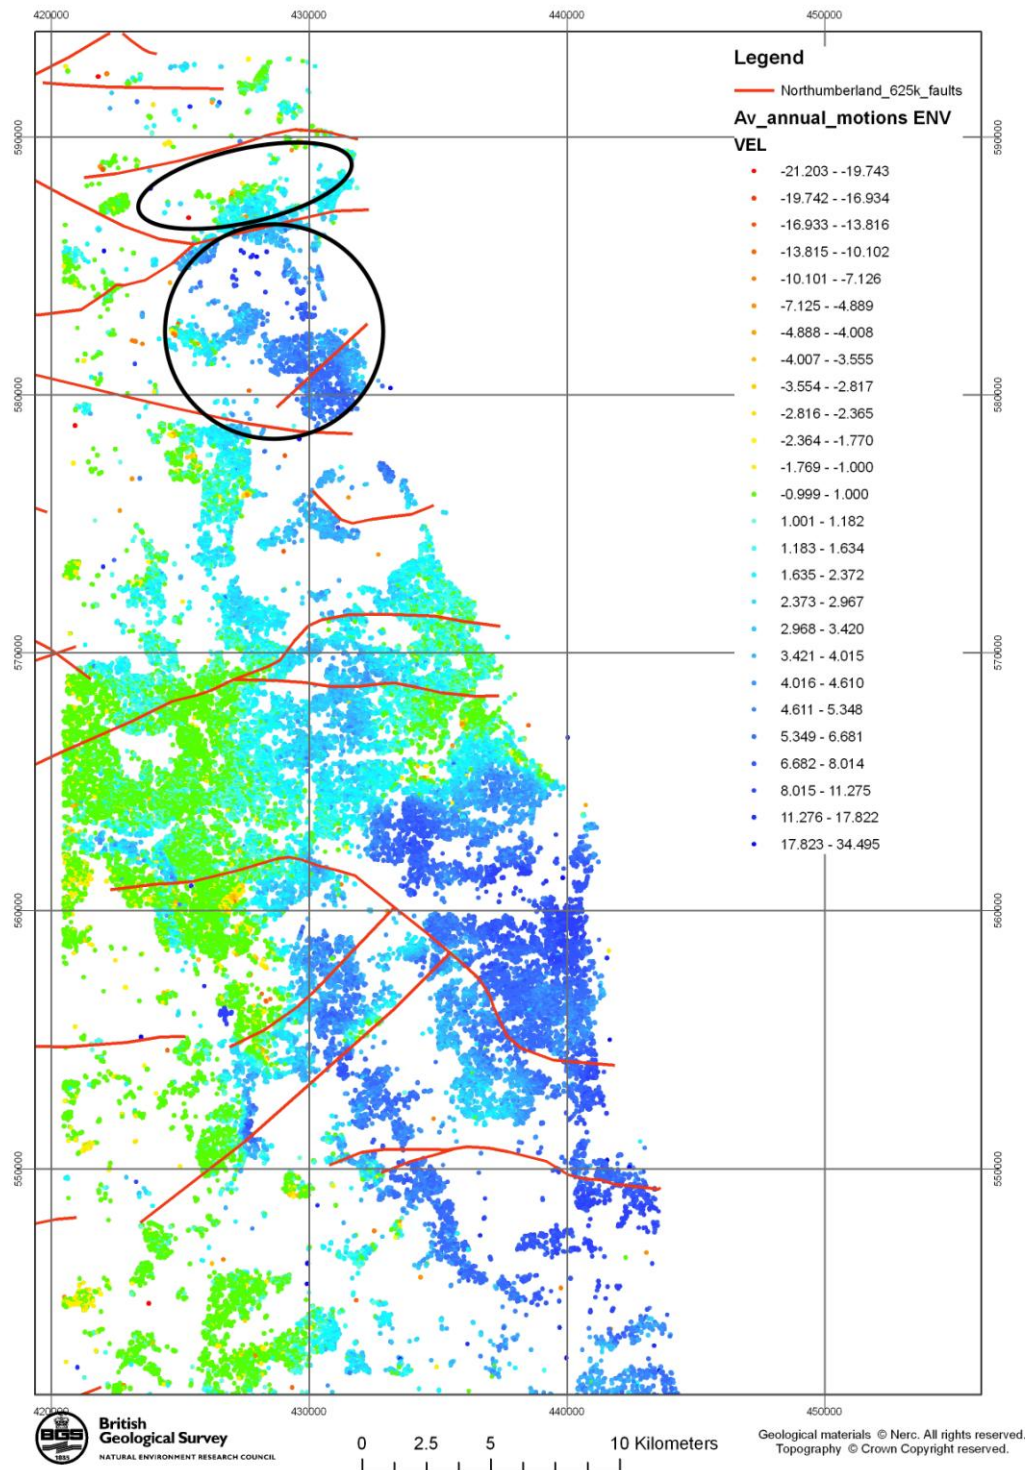 420000 430000 440000 450000
Legend
Northumberland_625k_faults
Av_annual_motions ENV
VEL
-21.203 - -19.743
-19.742 - -16.934
-16.933 - -13.816
-13.815 - -10.102
-10.101 - -7.126
-7.125 - -4.889
-4.888 - -4.008
-4.007 - -3.555
-3.554 - -2.817
-2.816 - -2.365
-2.364 - -1.770
-1.769 - -1.000
-0.999 - 1.000
1.001 - 1.182
1.183 - 1.634
1.635 - 2.372
2.373 - 2.967
2.968 - 3.420
3.421 - 4.015
4.016 - 4.610
4.611 - 5.348
5.349 - 6.681
6.682 - 8.014
8.015 - 11.275
11.276 - 17.822
17.823 - 34.495
590000 590000
580000 580000
570000 570000
560000 560000
550000 550000
420000 430000 440000 450000
BGS
1835
British
Geological Survey
NATURAL ENVIRONMENT RESEARCH COUNCIL
0 2.5 5 10 Kilometers
Geological materials © Nerc. All rights reserved.
Topography © Crown Copyright reserved.